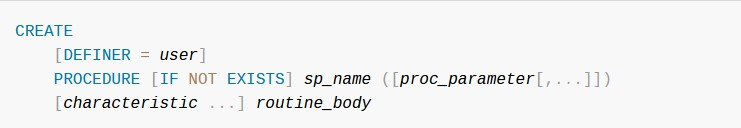 CREATE
    [DEFINER = user]
    PROCEDURE [IF NOT EXISTS] sp_name ([proc_parameter[,...]])
    [characteristic ...] routine_body